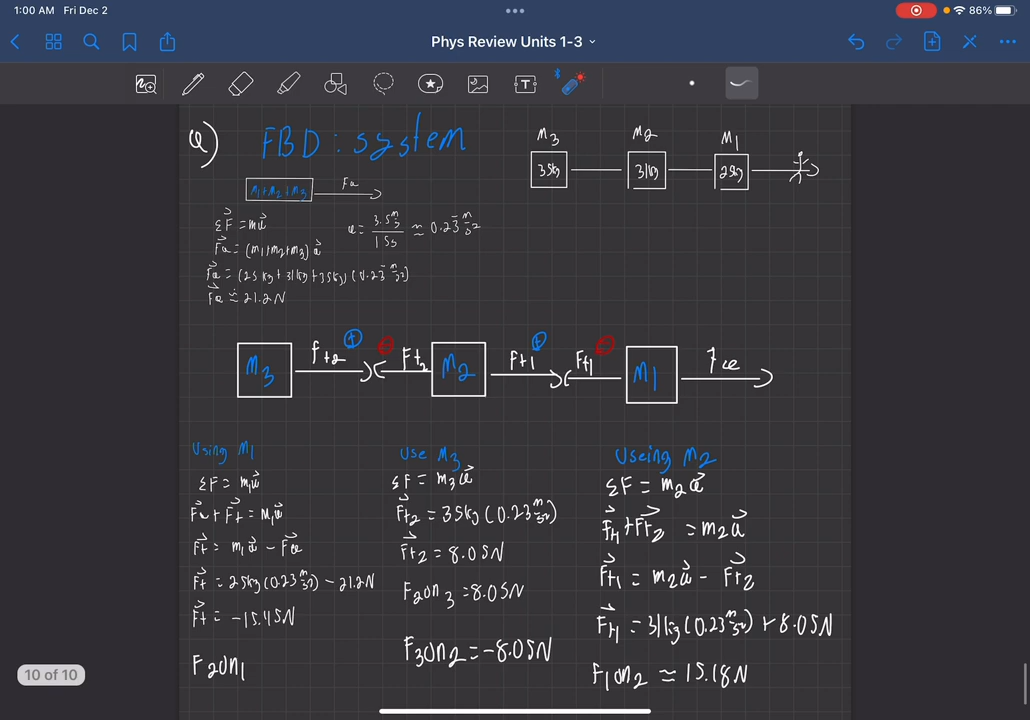 1:00 AM Fri Dec 2
86%
Phys Review Units 1-3
a) FBD : system
M3 M2 M1
35kg 31kg 25kg
M1+M2+M3 Fa
ΣF = ma
Fa = (m1+m2+m3) a
Fa = (25kg+31kg+35kg)(0.23 m/s²)
Fa ≈ 21.2N
≈ 0.23 m/s²
M3 Ft2 + - Ft2 M2 Ft1 + Ft1 - M1 Fa
Using M1
ΣF = m1a
Fa + Ft = M1a
Ft = m1a - Fa
Ft = 25kg(0.23 m/s²) - 21.2N
Ft = -15.45N
F2on1
Use M3
ΣF = m3a
Ft2 = 35kg(0.23 m/s²)
Ft2 = 8.05N
F2on3 = 8.05N
F3on2 = -8.05N
Useing M2
ΣF = m2a
Ft1 + Ft2 = m2a
Ft1 = m2a - Ft2
Ft1 = 31kg(0.23 m/s²) + 8.05N
F1on2 ≈ 15.18N
10 of 10